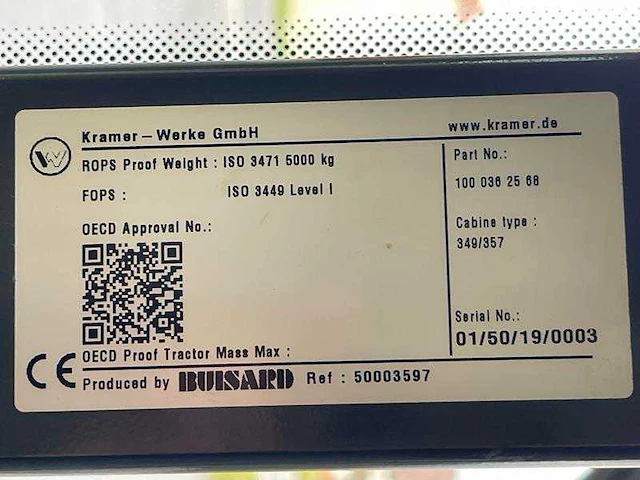 Kramer-Werke GmbH
www.kramer.de
ROPS Proof Weight : ISO 3471 5000 kg
FOPS : ISO 3449 Level I
OECD Approval No.:
OECD Proof Tractor Mass Max :
Part No.:
100 036 25 68
Cabine type :
349/357
Serial No.:
01/50/19/0003
CE Produced by BUISARD Ref : 50003597